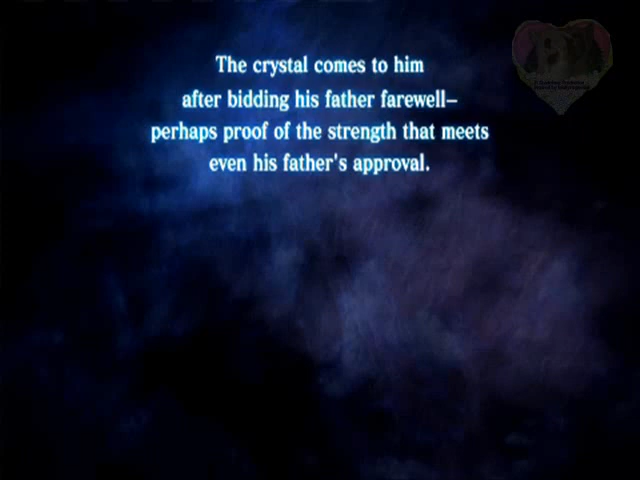 The crystal comes to him
after bidding his father farewell—
perhaps proof of the strength that meets
even his father's approval.